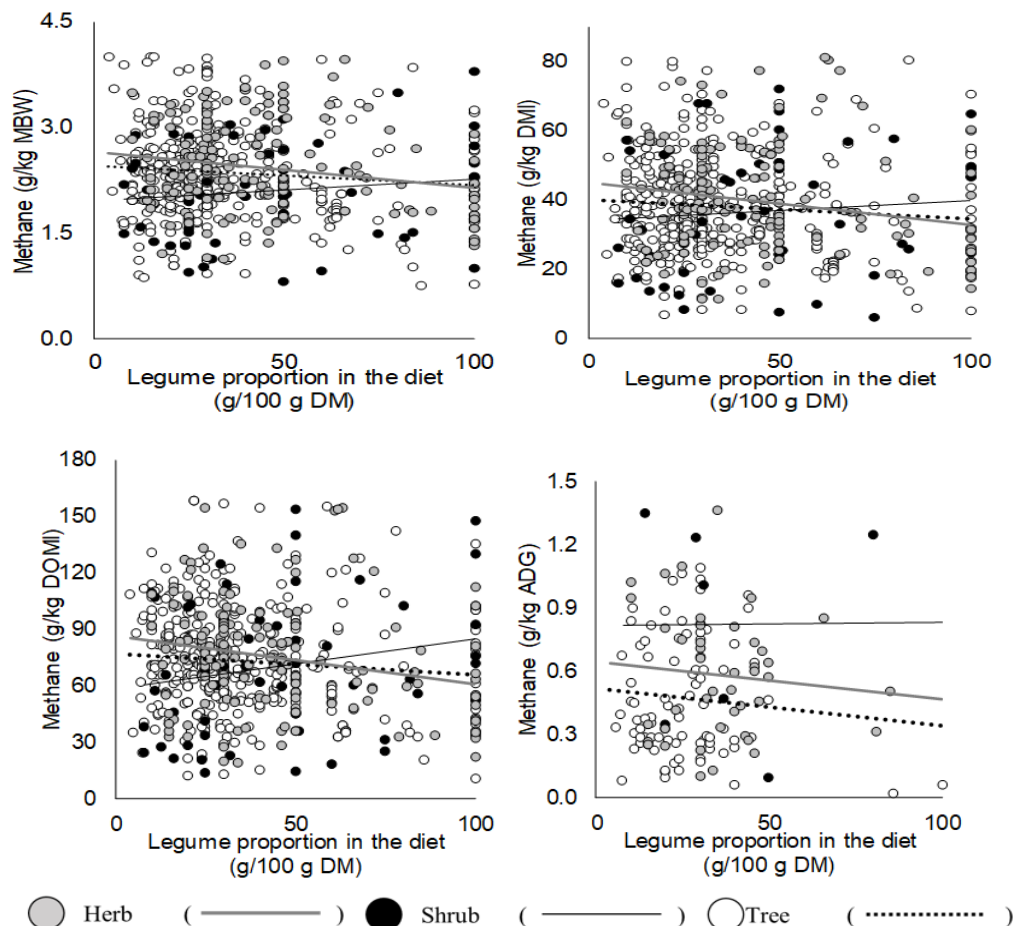 4.5
3.0
1.5
0.0
Methane (g/kg MBW)
0
50
100
Legume proportion in the diet
(g/100 g DM)
80
60
40
20
0
Methane (g/kg DMI)
0
50
100
Legume proportion in the diet
(g/100 g DM)
180
150
120
90
60
30
0
Methane (g/kg DOMI)
0
50
100
Legume proportion in the diet
(g/100 g DM)
1.5
1.2
0.9
0.6
0.3
0.0
Methane (g/kg ADG)
0
50
100
Legume proportion in the diet
(g/100 g DM)
Herb ( ) Shrub ( ) Tree ( )